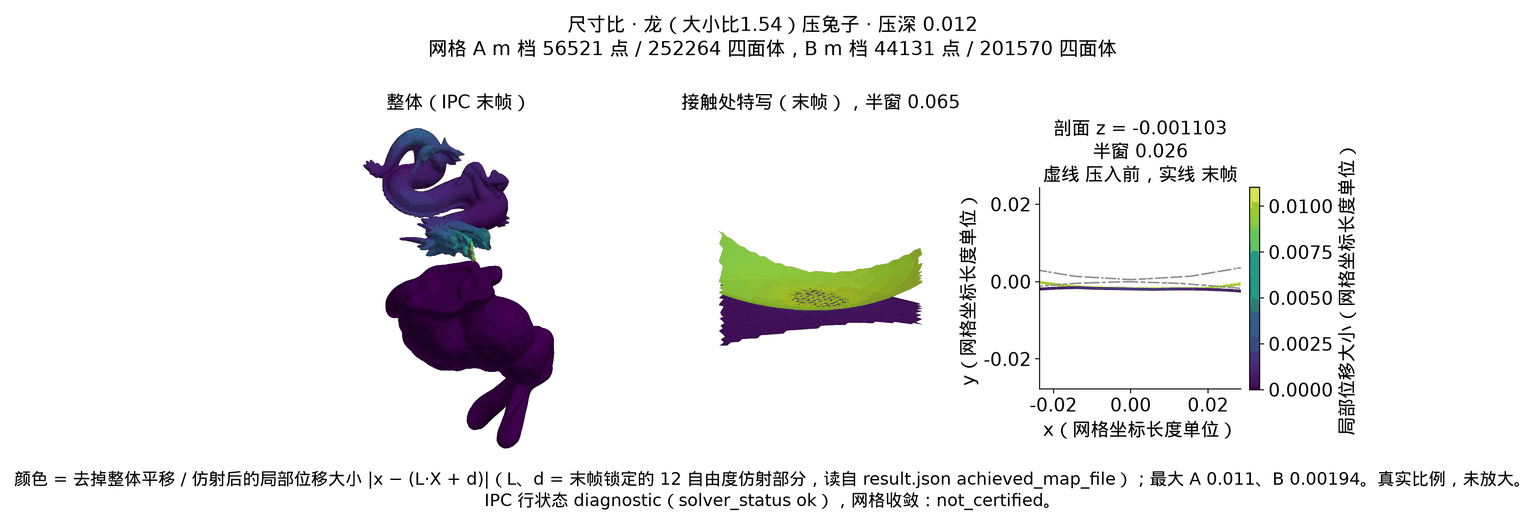 尺寸比 · 龙（大小比1.54）压兔子 · 压深 0.012
网格 A m 档 56521 点 / 252264 四面体，B m 档 44131 点 / 201570 四面体
整体（IPC 末帧）
接触处特写（末帧），半窗 0.065
剖面 z = -0.001103
半窗 0.026
虚线 压入前，实线 末帧
y（网格坐标长度单位）
0.02
0.00
-0.02
-0.02 0.00 0.02
x（网格坐标长度单位）
0.0100
0.0075
0.0050
0.0025
0.0000
局部位移大小（网格坐标长度单位）
颜色 = 去掉整体平移 / 仿射后的局部位移大小 |x − (L·X + d)|（L、d = 末帧锁定的 12 自由度仿射部分，读自 result.json achieved_map_file）；最大 A 0.011、B 0.00194。真实比例，未放大。
IPC 行状态 diagnostic（solver_status ok），网格收敛：not_certified。